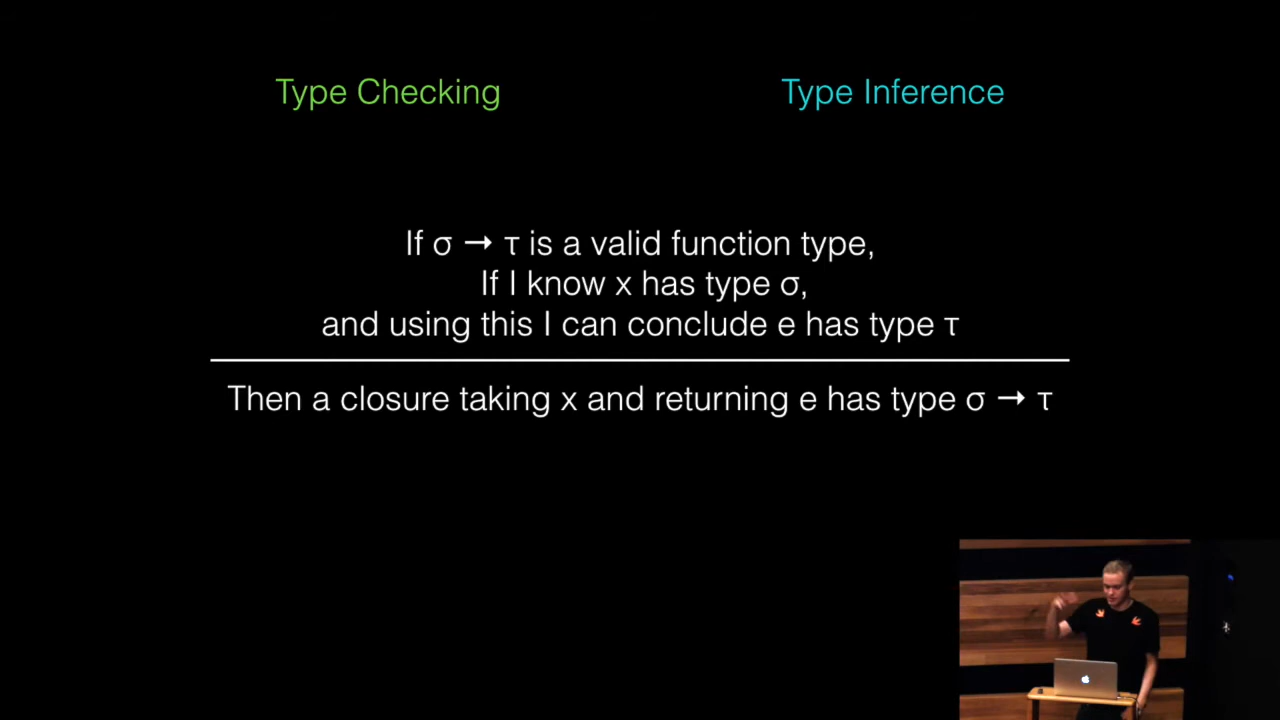 Type Checking
Type Inference
If σ → τ is a valid function type,
If I know x has type σ,
and using this I can conclude e has type τ
Then a closure taking x and returning e has type σ → τ